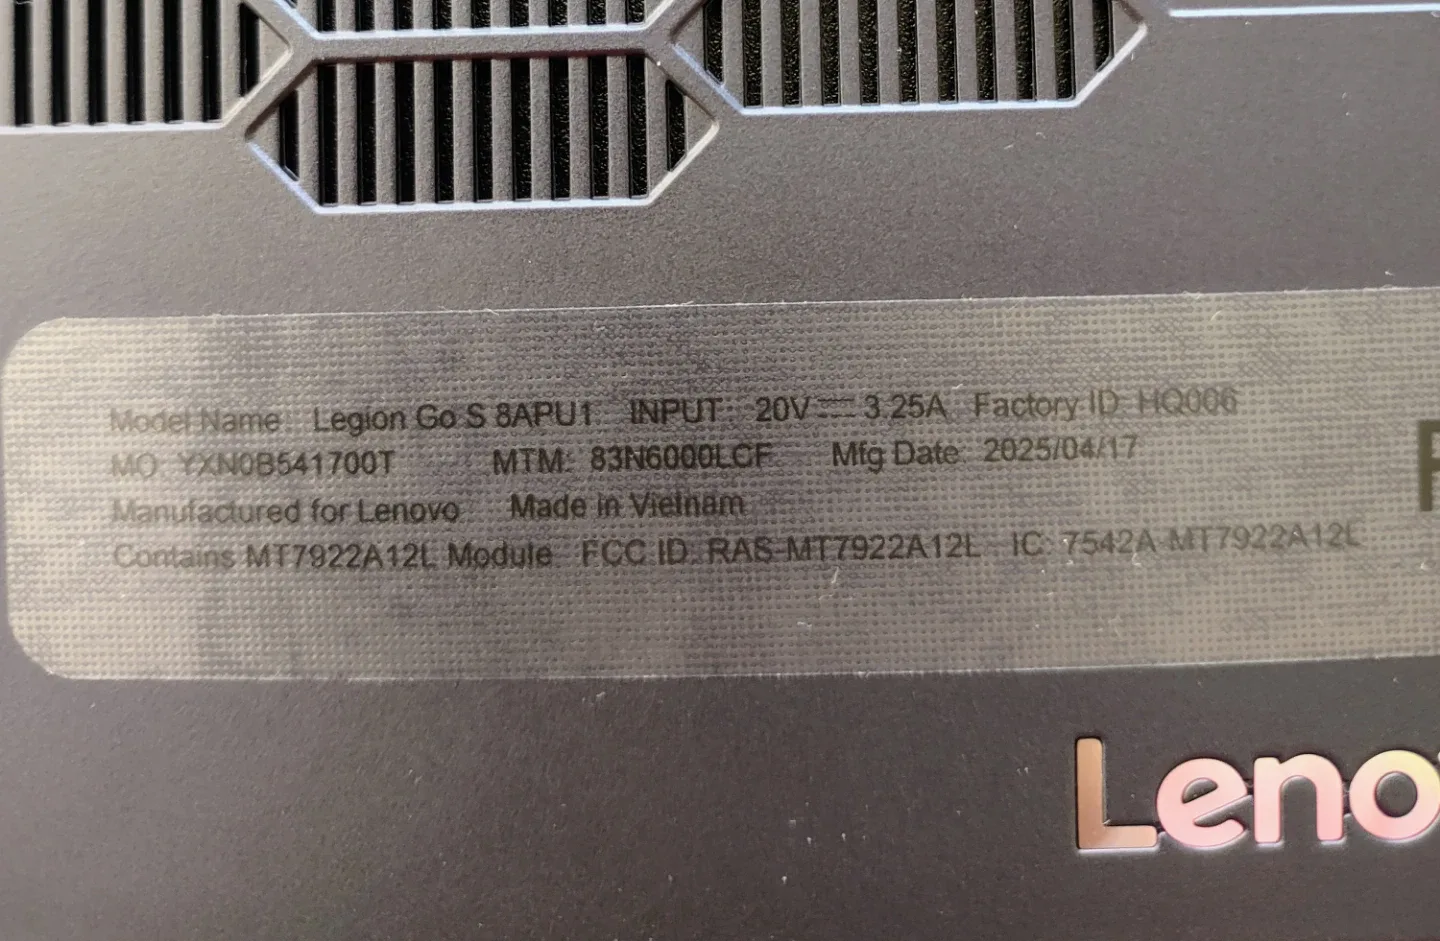 Model Name: Legion Go S 8APU1 INPUT: 20V⎓3.25A Factory ID: HQ006
MO: YXN0B541700T MTM: 83N6000LCF Mfg Date: 2025/04/17
Manufactured for Lenovo Made in Vietnam
Contains MT7922A12L Module FCC ID: RAS-MT7922A12L IC: 7542A-MT7922A12L
Leno